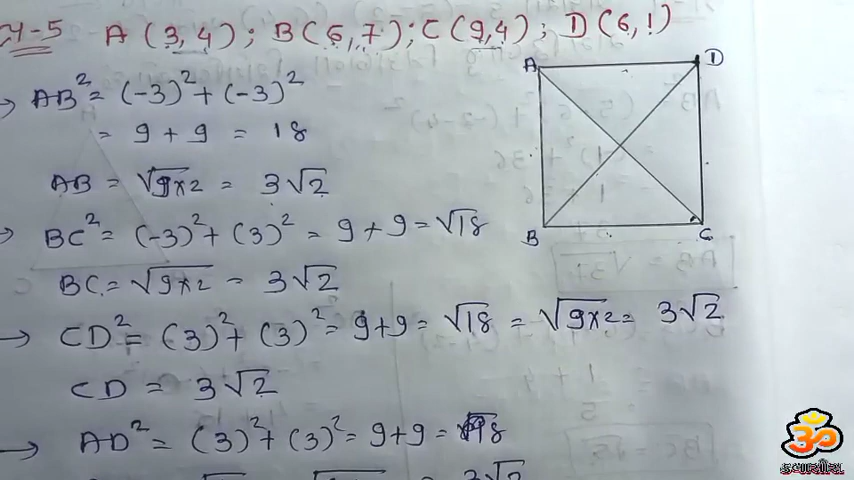 4-5 A (3,4); B(6,7); C(9,4); D(6,1)
A D
B C
→ AB² = (-3)² + (-3)²
= 9 + 9 = 18
AB = √9×2 = 3√2
→ BC² = (-3)² + (3)² = 9 + 9 = √18
BC = √9×2 = 3√2
→ CD² = (3)² + (3)² = 9+9 = √18 = √9×2 = 3√2
CD = 3√2
→ AD² = (3)² + (3)² = 9+9 = √18
3√2
ॐ